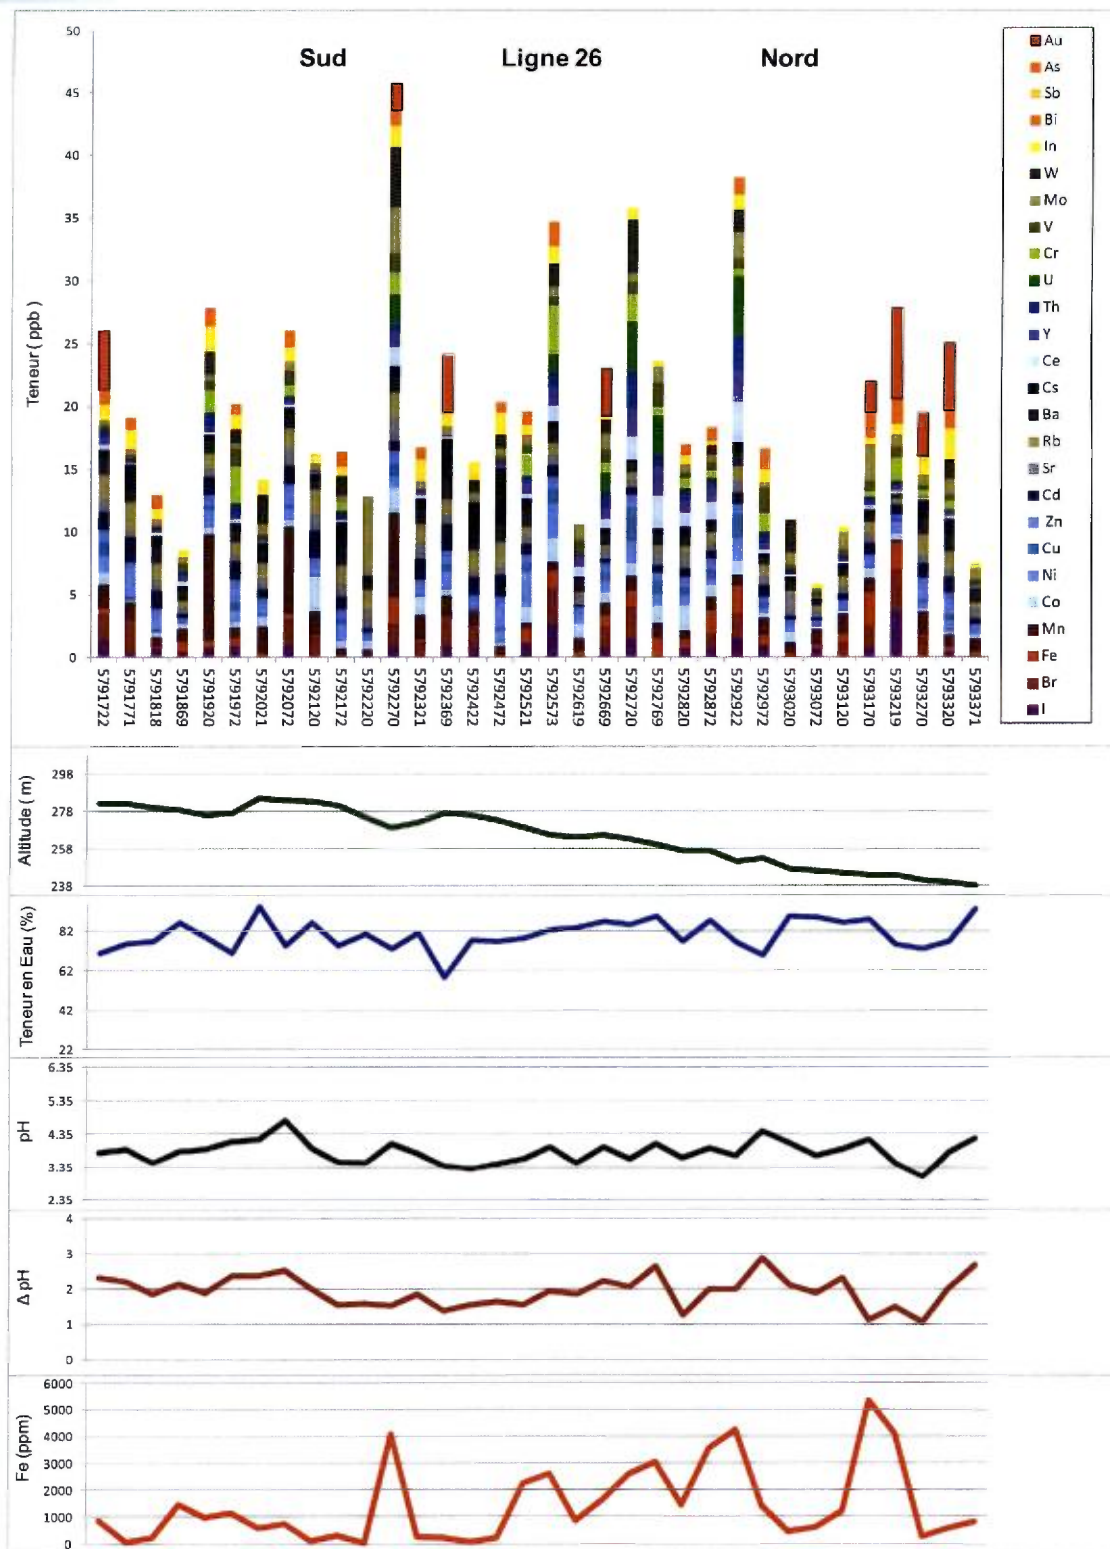 50
Sud Ligne 26 Nord
45
40
35
30
25
20
15
10
5
0
Teneur ( ppb )
Au
As
Sb
Bi
In
W
Mo
V
Cr
U
Th
Y
Ce
Cs
Ba
Rb
Sr
Cd
Zn
Cu
Ni
Co
Mn
Fe
Br
I
5791722
5791771
5791818
5791869
5791920
5791972
5792021
5792072
5792120
5792172
5792220
5792270
5792321
5792369
5792422
5792472
5792521
5792573
5792619
5792669
5792720
5792769
5792820
5792872
5792922
5792972
5793020
5793072
5793120
5793170
5793219
5793270
5793320
5793371
Altitude ( m)
298
278
258
238
Teneur en Eau (%)
82
62
42
22
pH
6.35
5.35
4.35
3.35
2.35
Δ pH
4
3
2
1
0
Fe (ppm)
6000
5000
4000
3000
2000
1000
0